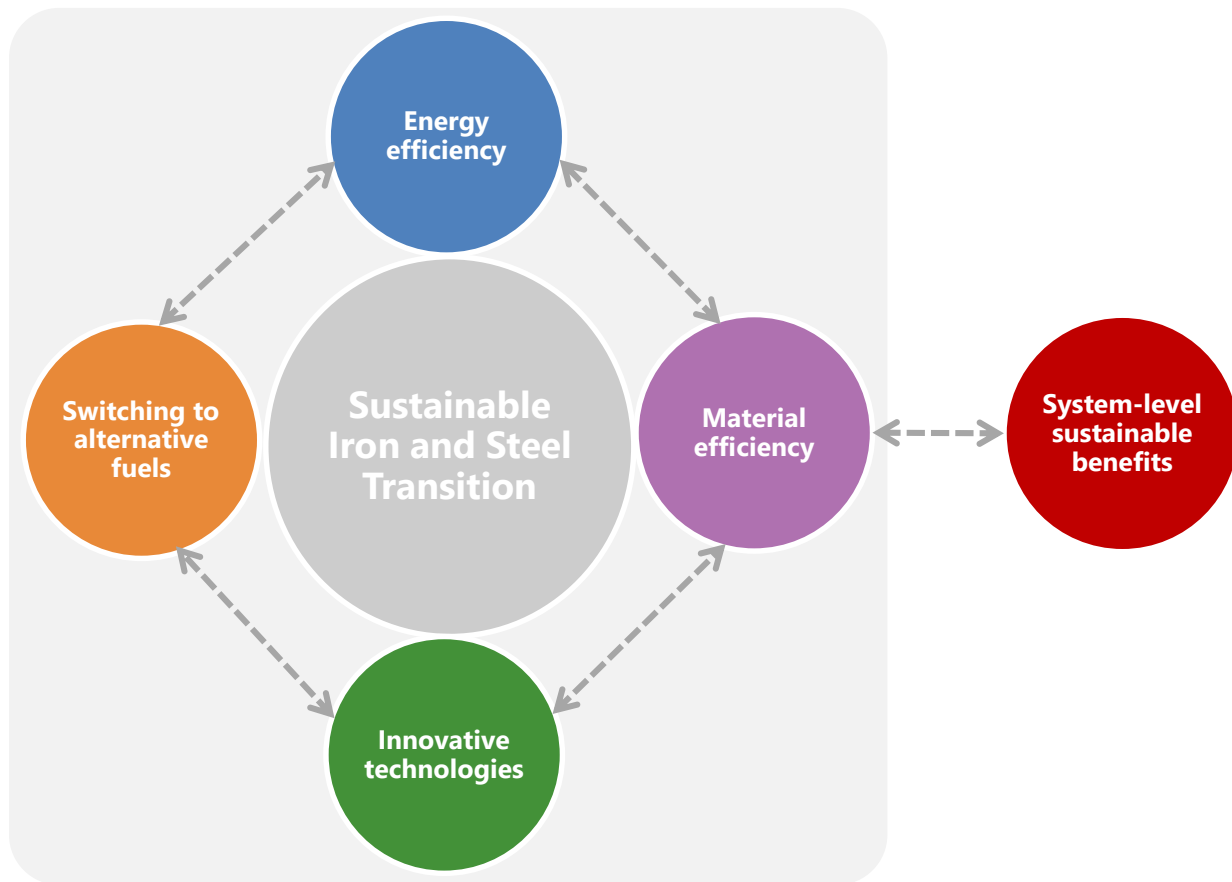 Energy
efficiency
Switching to
alternative
fuels
Sustainable
Iron and Steel
Transition
Material
efficiency
System-level
sustainable
benefits
Innovative
technologies